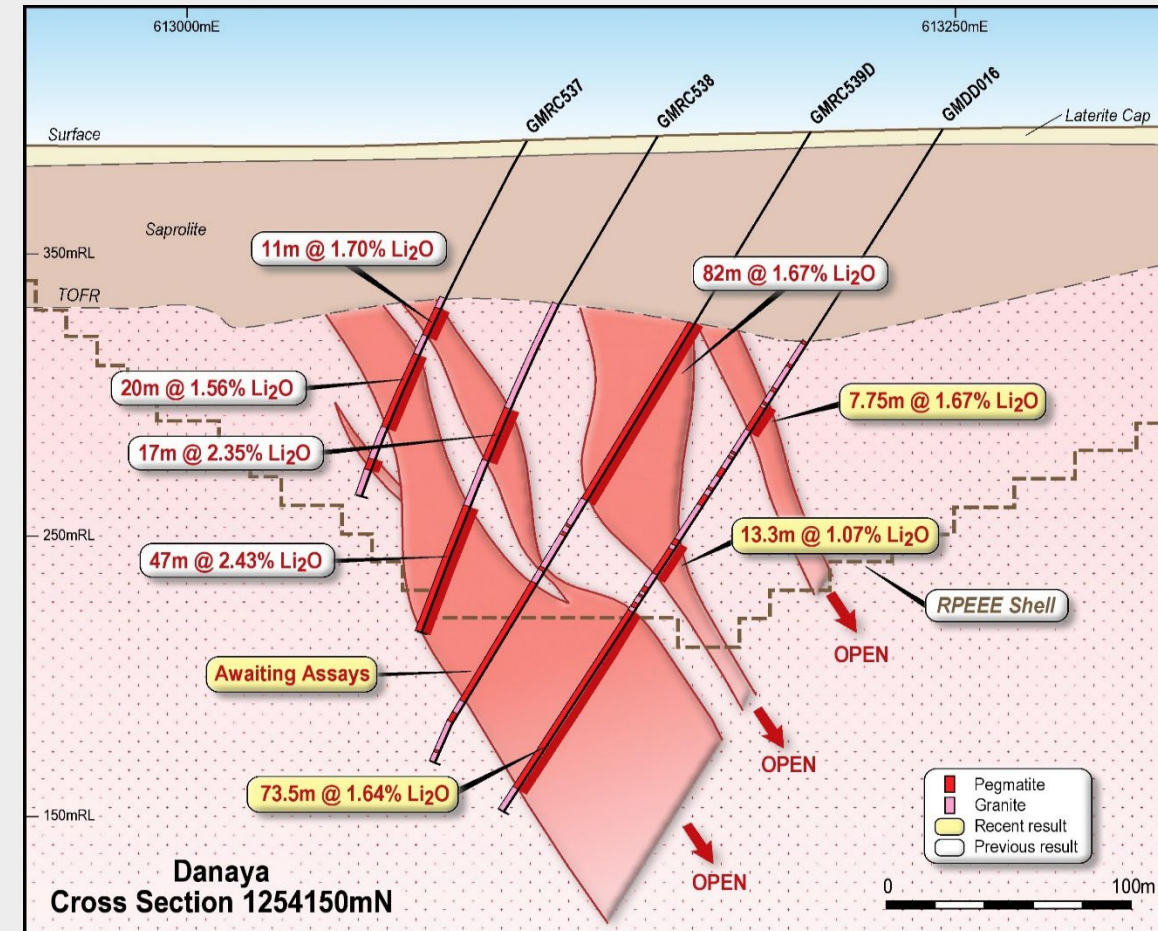 613000mE
613250mE
GMRC537
GMRC538
GMRC539D
GMDD016
Surface
Laterite Cap
Saprolite
350mRL
11m @ 1.70% Li₂O
82m @ 1.67% Li₂O
TOFR
20m @ 1.56% Li₂O
7.75m @ 1.67% Li₂O
17m @ 2.35% Li₂O
250mRL
13.3m @ 1.07% Li₂O
47m @ 2.43% Li₂O
RPEEE Shell
OPEN
Awaiting Assays
OPEN
73.5m @ 1.64% Li₂O
150mRL
OPEN
Pegmatite
Granite
Recent result
Previous result
Danaya
Cross Section 1254150mN
0
100m